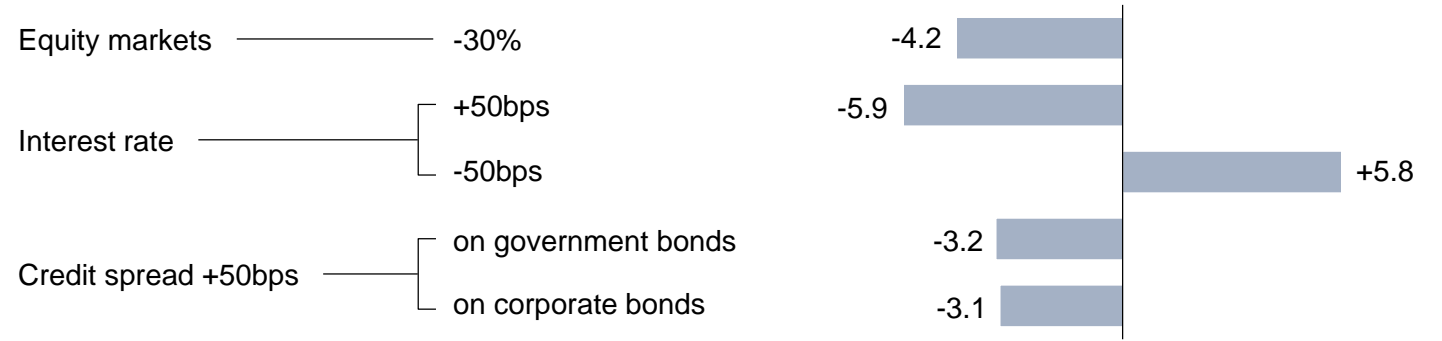 Equity markets -30% -4.2
+50bps -5.9
Interest rate
-50bps +5.8
on government bonds -3.2
Credit spread +50bps
on corporate bonds -3.1